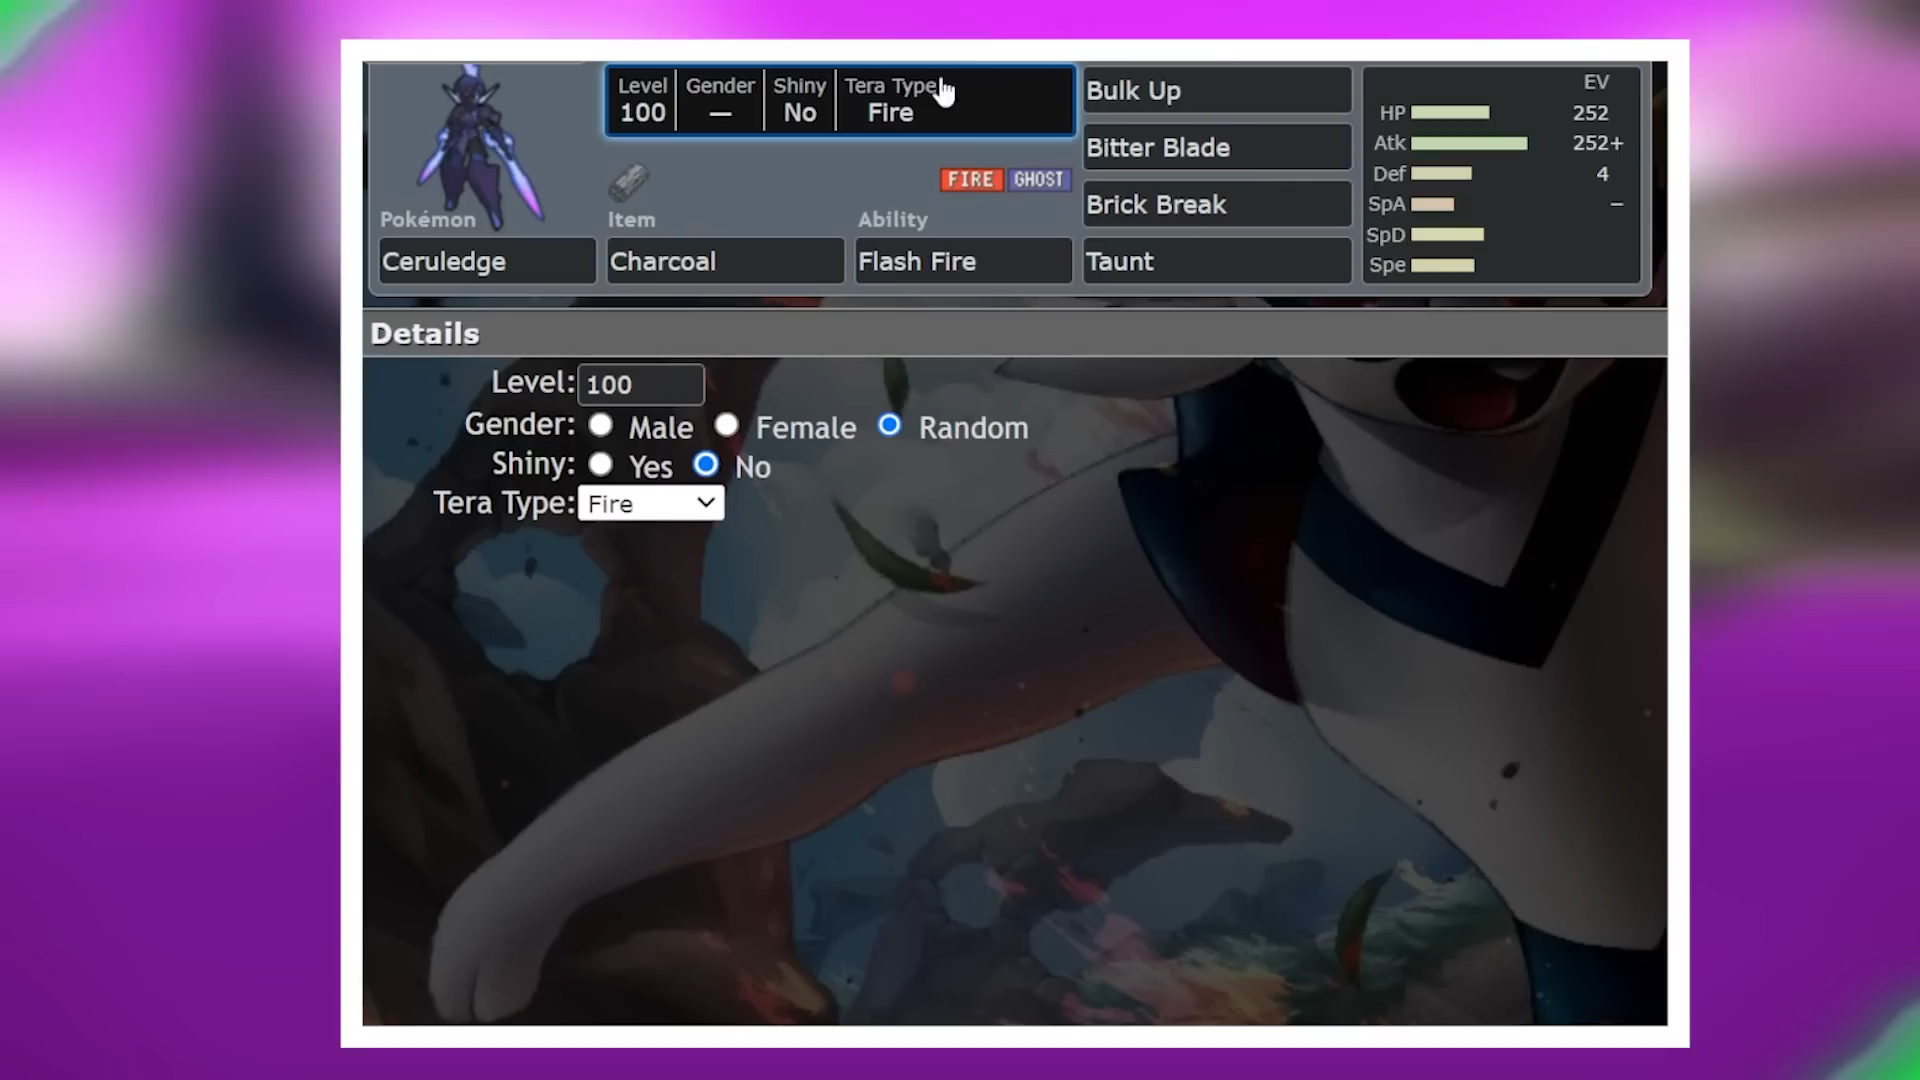 Level Gender Shiny Tera Type
100 — No Fire
FIRE GHOST
Pokémon Item Ability
Ceruledge Charcoal Flash Fire
Bulk Up
Bitter Blade
Brick Break
Taunt
EV
HP 252
Atk 252+
Def 4
SpA –
SpD
Spe
Details
Level: 100
Gender: Male Female Random
Shiny: Yes No
Tera Type: Fire